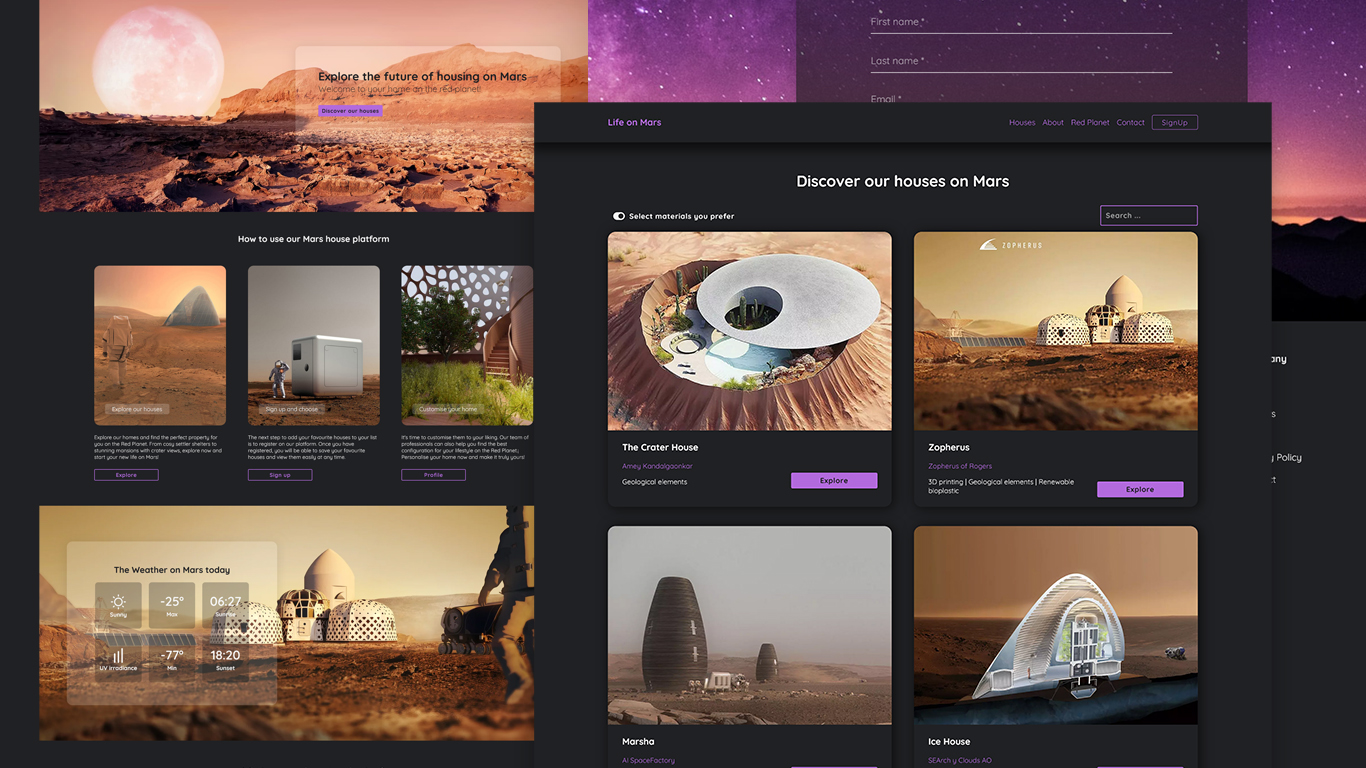 Explore the future of housing on Mars
Welcome to your home on the red planet!
Discover our houses
How to use our Mars house platform
Explore our houses
Sign up and choose
Customise your home
Explore our homes and find the perfect property for
you on the Red Planet. From cosy settler shelters to
stunning mansions with crater views, explore now and
start your new life on Mars!
Explore
The next step to add your favourite houses to your list
is to register on our platform. Once you have
registered, you will be able to save your favourite
houses and view them easily at any time.
Sign up
It's time to customise them to your liking. Our team of
professionals can also help you find the best
configuration for your lifestyle on the Red Planet;
Personalise your home now and make it truly yours!
Profile
The Weather on Mars today
Sunny
-25°
Max
06:27
Sunrise
UV Irradiance
-77°
Min
18:20
Sunset
First name *
Last name *
Email *
Life on Mars
Houses About Red Planet Contact SignUp
Discover our houses on Mars
Select materials you prefer
Search ...
The Crater House
Amey Kandalgaonkar
Geological elements
Explore
ZOPHERUS
Zopherus
Zopherus of Rogers
3D printing | Geological elements | Renewable
bioplastic
Explore
Marsha
AI SpaceFactory
Ice House
SEArch y Clouds AO
any
s
y Policy
ct